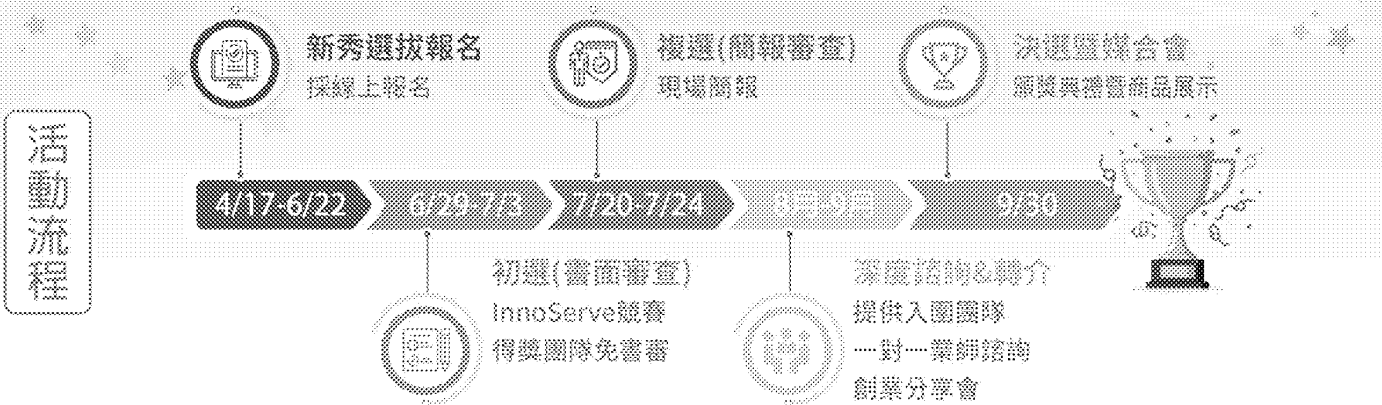 活動流程
新秀選拔報名
採線上報名
複選(簡報審查)
現場簡報
決選暨媒合會
頒獎典禮暨商品展示
4/17-6/22
6/29-7/3
7/20-7/24
8月-9月
9/30
初選(書面審查)
InnoServe競賽
得獎團隊免書審
深度諮詢&轉介
提供入圍團隊
一對一業師諮詢
創業分享會